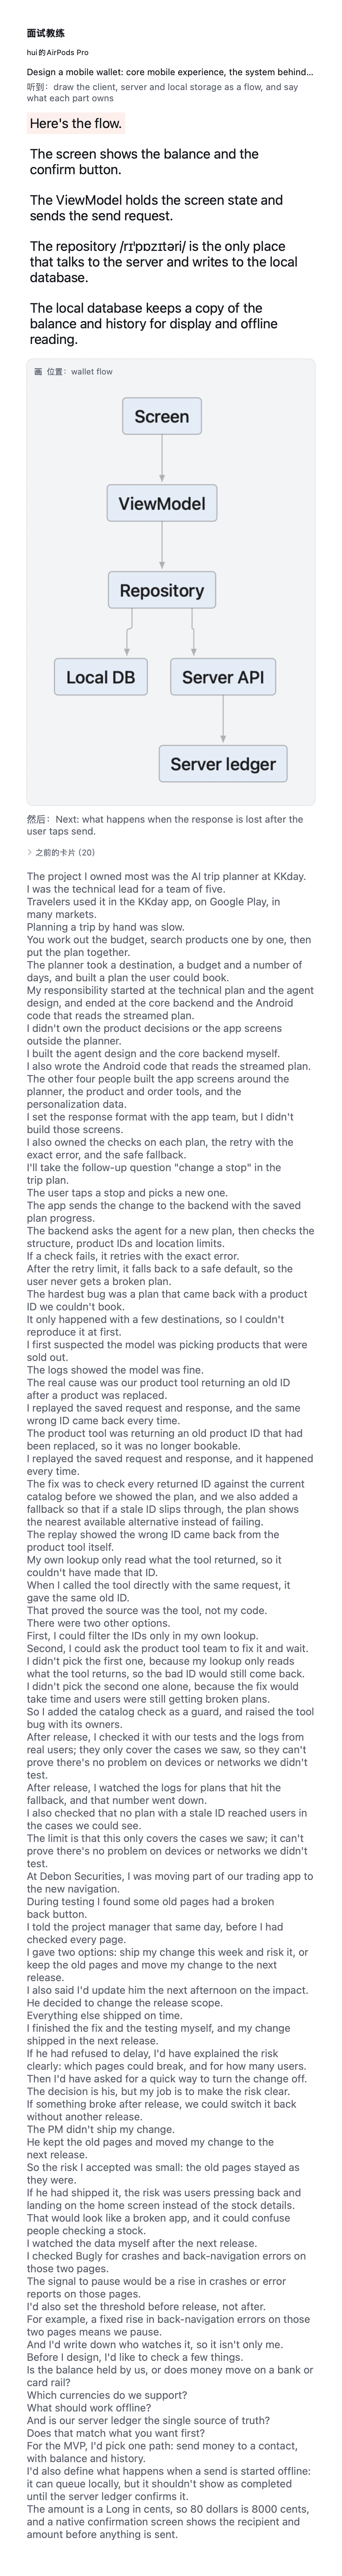 面试练习
hui的AirPods Pro
Design a mobile wallet: core mobile experience, the system behind...
听到：draw the client, server and local storage as a flow, and say
what each part owns
Here's the flow.
The screen shows the balance and the
confirm button.
The ViewModel holds the screen state and
sends the send request.
The repository /rɪˈpɒzɪtəri/ is the only place
that talks to the server and writes to the local
database.
The local database keeps a copy of the
balance and history for display and offline
reading.
画 位置：wallet flow
Screen
ViewModel
Repository
Local DB
Server API
Server ledger
然后：Next: what happens when the response is lost after the
user taps send.
之前的卡片 (20)
The project I owned most was the AI trip planner at KKday.
I was the technical lead for a team of five.
Travelers used it in the KKday app, on Google Play, in
many markets.
Planning a trip by hand was slow.
You work out the budget, search products one by one, then
put the plan together.
The planner took a destination, a budget and a number of
days, and built a plan the user could book.
My responsibility started at the technical plan and the agent
design, and ended at the core backend and the Android
code that reads the streamed plan.
I didn't own the product decisions or the app screens
outside the planner.
I built the agent design and the core backend myself.
I also wrote the Android code that reads the streamed plan.
The other four people built the app screens around the
planner, the product and order tools, and the
personalization data.
I set the response format with the app team, but I didn't
build those screens.
I also owned the checks on each plan, the retry with the
exact error, and the safe fallback.
I'll take the follow-up question "change a stop" in the
trip plan.
The user taps a stop and picks a new one.
The app sends the change to the backend with the saved
plan progress.
The backend asks the agent for a new plan, then checks the
structure, product IDs and location limits.
If a check fails, it retries with the exact error.
After the retry limit, it falls back to a safe default, so the
user never gets a broken plan.
The hardest bug was a plan that came back with a product
ID we couldn't book.
It only happened with a few destinations, so I couldn't
reproduce it at first.
I first suspected the model was picking products that were
sold out.
The logs showed the model was fine.
The real cause was our product tool returning an old ID
after a product was replaced.
I replayed the saved request and response, and the same
wrong ID came back every time.
The product tool was returning an old product ID that had
been replaced, so it was no longer bookable.
I replayed the saved request and response, and it happened
every time.
The fix was to check every returned ID against the current
catalog before we showed the plan, and we also added a
fallback so that if a stale ID slips through, the plan shows
the nearest available alternative instead of failing.
The replay showed the wrong ID came back from the
product tool itself.
My own lookup only read what the tool returned, so it
couldn't have made that ID.
When I called the tool directly with the same request, it
gave the same old ID.
That proved the source was the tool, not my code.
There were two other options.
First, I could filter the IDs only in my own lookup.
Second, I could ask the product tool team to fix it and wait.
I didn't pick the first one, because my lookup only reads
what the tool returns, so the bad ID would still come back.
I didn't pick the second one alone, because the fix would
take time and users were still getting broken plans.
So I added the catalog check as a guard, and raised the tool
bug with its owners.
After release, I checked it with our tests and the logs from
real users; they only cover the cases we saw, so they can't
prove there's no problem on devices or networks we didn't
test.
After release, I watched the logs for plans that hit the
fallback, and that number went down.
I also checked that no plan with a stale ID reached users in
the cases we could see.
The limit is that this only covers the cases we saw; it can't
prove there's no problem on devices or networks we didn't
test.
At Debon Securities, I was moving part of our trading app to
the new navigation.
During testing I found some old pages had a broken
back button.
I told the project manager that same day, before I had
checked every page.
I gave two options: ship my change this week and risk it, or
keep the old pages and move my change to the next
release.
I also said I'd update him the next afternoon on the impact.
He decided to change the release scope.
Everything else shipped on time.
I finished the fix and the testing myself, and my change
shipped in the next release.
If he had refused to delay, I'd have explained the risk
clearly: which pages could break, and for how many users.
Then I'd have asked for a quick way to turn the change off.
The decision is his, but my job is to make the risk clear.
If something broke after release, we could switch it back
without another release.
The PM didn't ship my change.
He kept the old pages and moved my change to the
next release.
So the risk I accepted was small: the old pages stayed as
they were.
If he had shipped it, the risk was users pressing back and
landing on the home screen instead of the stock details.
That would look like a broken app, and it could confuse
people checking a stock.
I watched the data myself after the next release.
I checked Bugly for crashes and back-navigation errors on
those two pages.
The signal to pause would be a rise in crashes or error
reports on those pages.
I'd also set the threshold before release, not after.
For example, a fixed rise in back-navigation errors on those
two pages means we pause.
And I'd write down who watches it, so it isn't only me.
Before I design, I'd like to check a few things.
Is the balance held by us, or does money move on a bank or
card rail?
Which currencies do we support?
What should work offline?
And is our server ledger the single source of truth?
Does that match what you want first?
For the MVP, I'd pick one path: send money to a contact,
with balance and history.
I'd also define what happens when a send is started offline:
it can queue locally, but it shouldn't show as completed
until the server ledger confirms it.
The amount is a Long in cents, so 80 dollars is 8000 cents,
and a native confirmation screen shows the recipient and
amount before anything is sent.